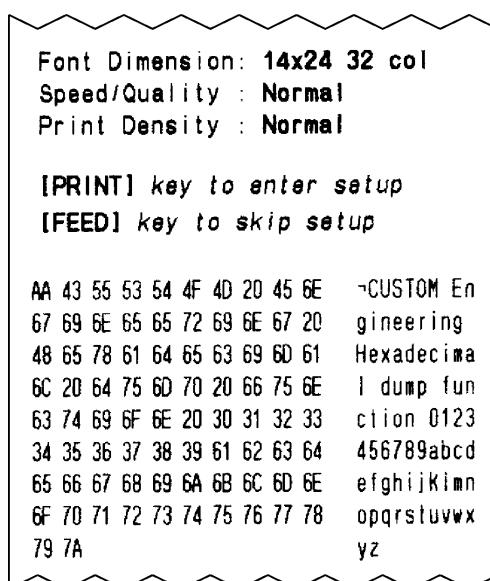 Font Dimension: 14x24 32 col
Speed/Quality : Normal
Print Density : Normal
[PRINT] key to enter setup
[FEED] key to skip setup
AA 43 55 53 54 4F 4D 20 45 6E ¬CUSTOM En
67 69 6E 65 65 72 69 6E 67 20 gineering
48 65 78 61 64 65 63 69 6D 61 Hexadecima
6C 20 64 75 6D 70 20 66 75 6E l dump fun
63 74 69 6F 6E 20 30 31 32 33 ction 0123
34 35 36 37 38 39 61 62 63 64 456789abcd
65 66 67 68 69 6A 6B 6C 6D 6E efghijklmn
6F 70 71 72 73 74 75 76 77 78 opqrstuvwx
79 7A yz